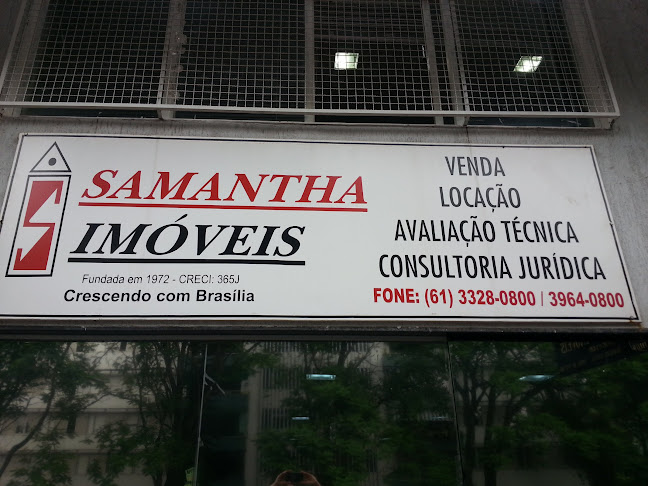 SAMANTHA
IMÓVEIS
Fundada em 1972 - CRECI: 365J
Crescendo com Brasília
VENDA
LOCAÇÃO
AVALIAÇÃO TÉCNICA
CONSULTORIA JURÍDICA
FONE: (61) 3328-0800 / 3964-0800